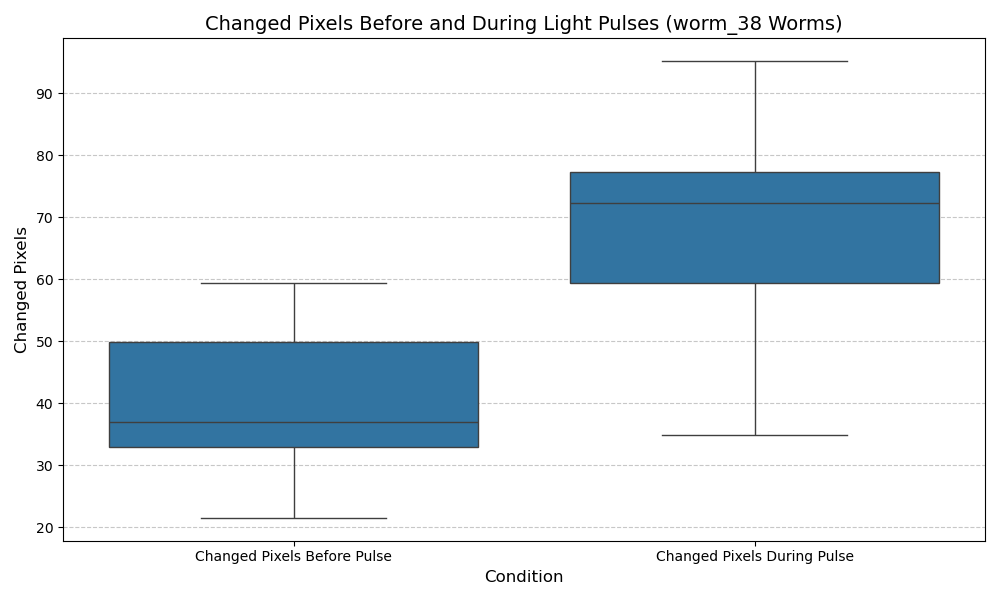 Changed Pixels Before and During Light Pulses (worm_38 Worms)
Changed Pixels
90
80
70
60
50
40
30
20
Changed Pixels Before Pulse
Changed Pixels During Pulse
Condition